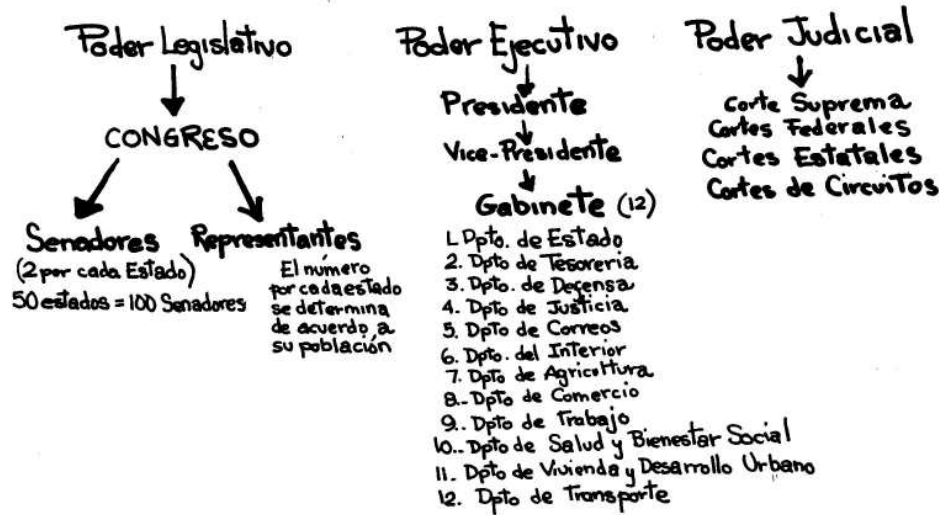 Poder Legislativo
CONGRESO
Senadores
(2 por cada Estado)
50 estados = 100 Senadores
Representantes
El número
por cada estado
se determina
de acuerdo a
su población
Poder Ejecutivo
Presidente
Vice-Presidente
Gabinete (12)
1. Dpto. de Estado
2. Dpto de Tesoreria
3. Dpto. de Defensa
4. Dpto de Justicia
5. Dpto de Correos
6. Dpto. del Interior
7. Dpto de Agricoltura
8.. Dpto de Comercio
9.. Dpto de Trabajo
10.. Dpto de Salud y Bienestar Social
11. Dpto de Vivienda y Desarrollo Urbano
12. Dpto de Transporte
Poder Judicial
Corte Suprema
Cortes Federales
Cortes Estatales
Cortes de Circuitos